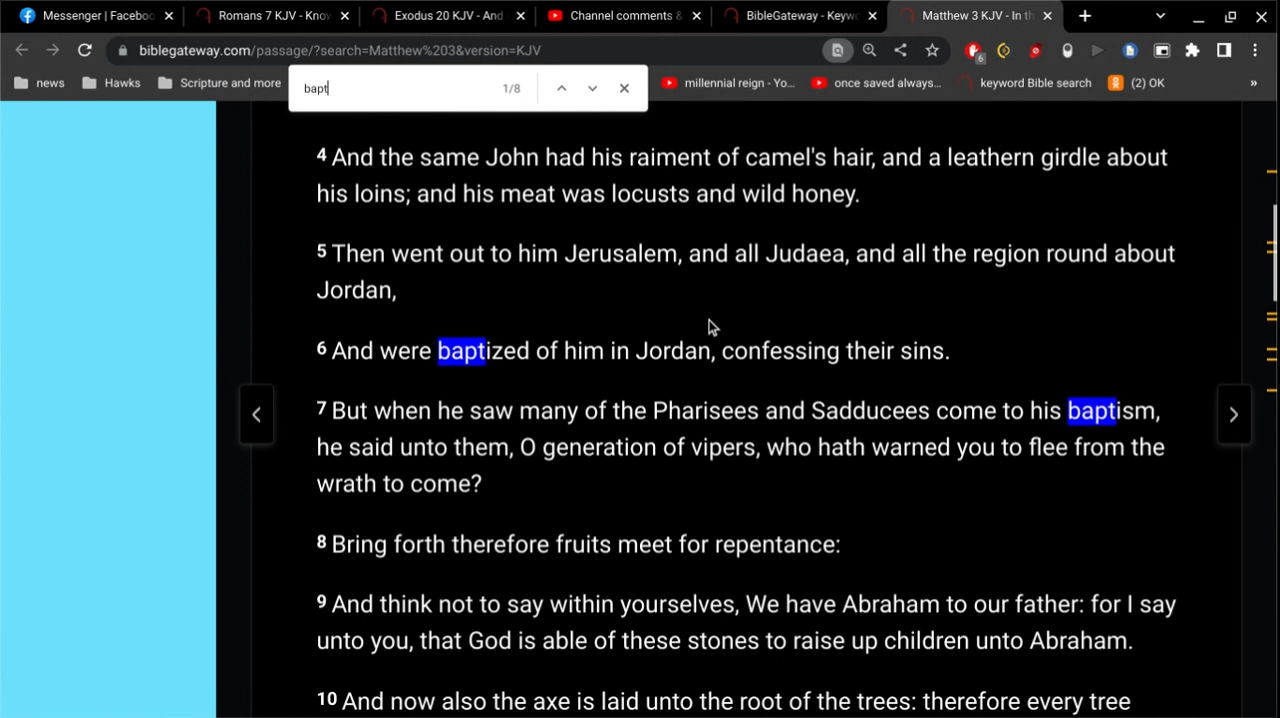 Messenger | Faceboo
Romans 7 KJV - Know
Exodus 20 KJV - And
Channel comments &
BibleGateway - Keyw
Matthew 3 KJV - In th
biblegateway.com/passage/?search=Matthew%203&version=KJV
6
news
Hawks
Scripture and more
bapt
1/8
millennial reign - Yo...
once saved always...
keyword Bible search
(2) OK
»
4 And the same John had his raiment of camel's hair, and a leathern girdle about
his loins; and his meat was locusts and wild honey.
5 Then went out to him Jerusalem, and all Judaea, and all the region round about
Jordan,
6 And were baptized of him in Jordan, confessing their sins.
7 But when he saw many of the Pharisees and Sadducees come to his baptism,
he said unto them, O generation of vipers, who hath warned you to flee from the
wrath to come?
8 Bring forth therefore fruits meet for repentance:
9 And think not to say within yourselves, We have Abraham to our father: for I say
unto you, that God is able of these stones to raise up children unto Abraham.
10 And now also the axe is laid unto the root of the trees: therefore every tree